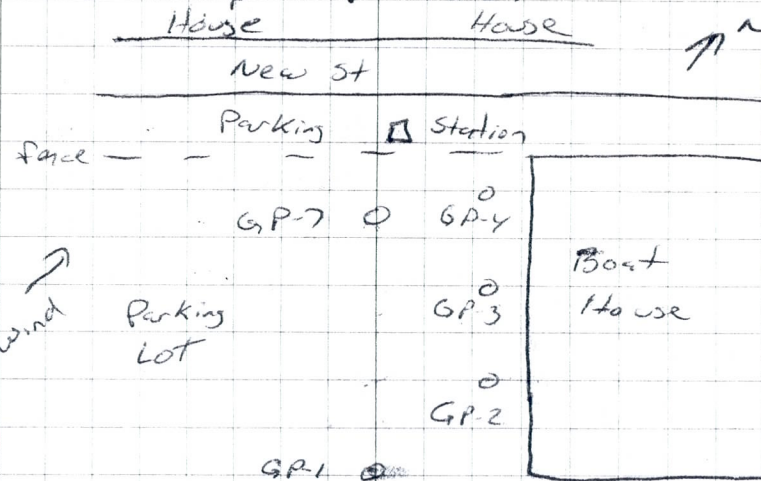 House House
N
New St
Parking Station
fence
GP-7 GP-4
Boat
House
GP-3
wind
Parking
Lot
GP-2
GP-1